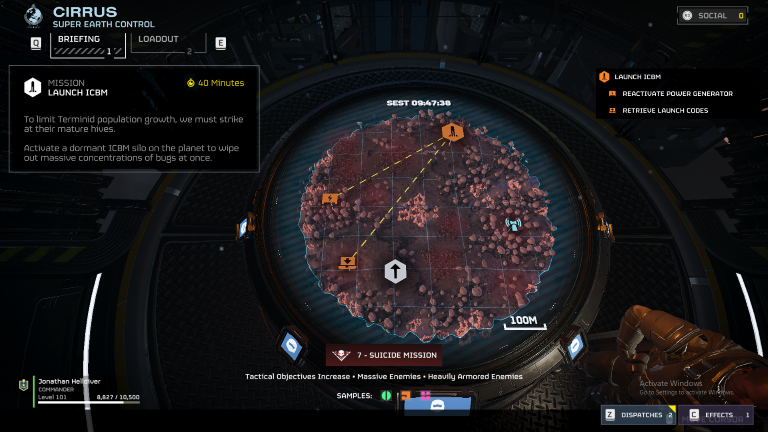 CIRRUS
SUPER EARTH CONTROL
SOCIAL 0
Q
BRIEFING
1
LOADOUT
2
E
MISSION
LAUNCH ICBM
40 Minutes
To limit Terminid population growth, we must strike
at their mature hives.
Activate a dormant ICBM silo on the planet to wipe
out massive concentrations of bugs at once.
LAUNCH ICBM
REACTIVATE POWER GENERATOR
RETRIEVE LAUNCH CODES
SEST 09:47:38
100M
7 - SUICIDE MISSION
Tactical Objectives Increase • Massive Enemies • Heavily Armored Enemies
SAMPLES:
Jonathan Hellciver
COMMANDER
Level 101
8,827 / 10,500
Activate Windows
Go to Settings to activate Windows.
Z DISPATCHES 2
C EFFECTS 1
CURSOR